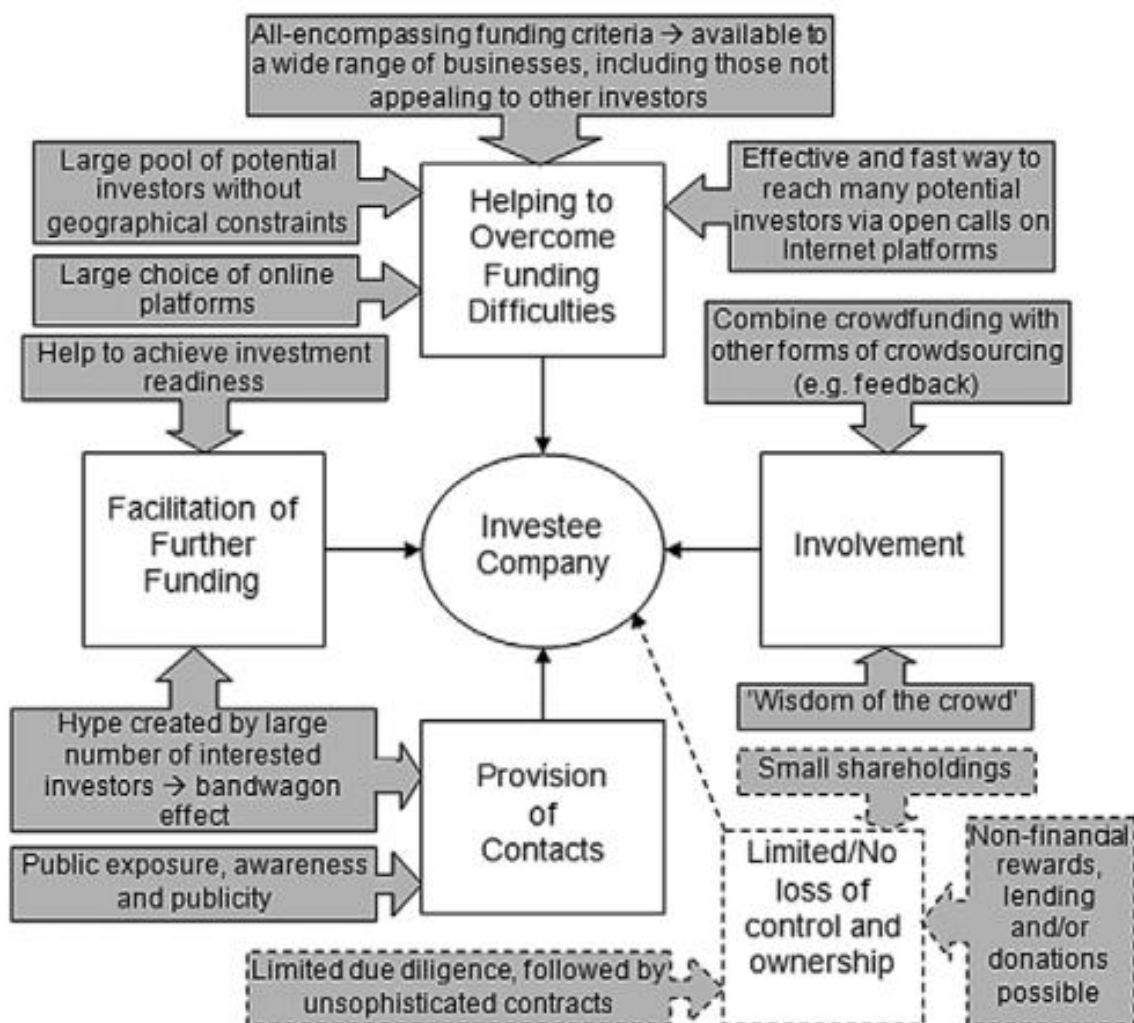 All-encompassing funding criteria → available to
a wide range of businesses, including those not
appealing to other investors
Large pool of potential
investors without
geographical constraints
Helping to
Overcome
Funding
Difficulties
Effective and fast way to
reach many potential
investors via open calls on
Internet platforms
Large choice of online
platforms
Help to achieve investment
readiness
Combine crowdfunding with
other forms of crowdsourcing
(e.g. feedback)
Facilitation of
Further
Funding
Investee
Company
Involvement
Hype created by large
number of interested
investors → bandwagon
effect
'Wisdom of the crowd'
Provision
of
Contacts
Small shareholdings
Public exposure, awareness
and publicity
Limited/No
loss of
control and
ownership
Non-financial
rewards,
lending
and/or
donations
possible
Limited due diligence, followed by
unsophisticated contracts